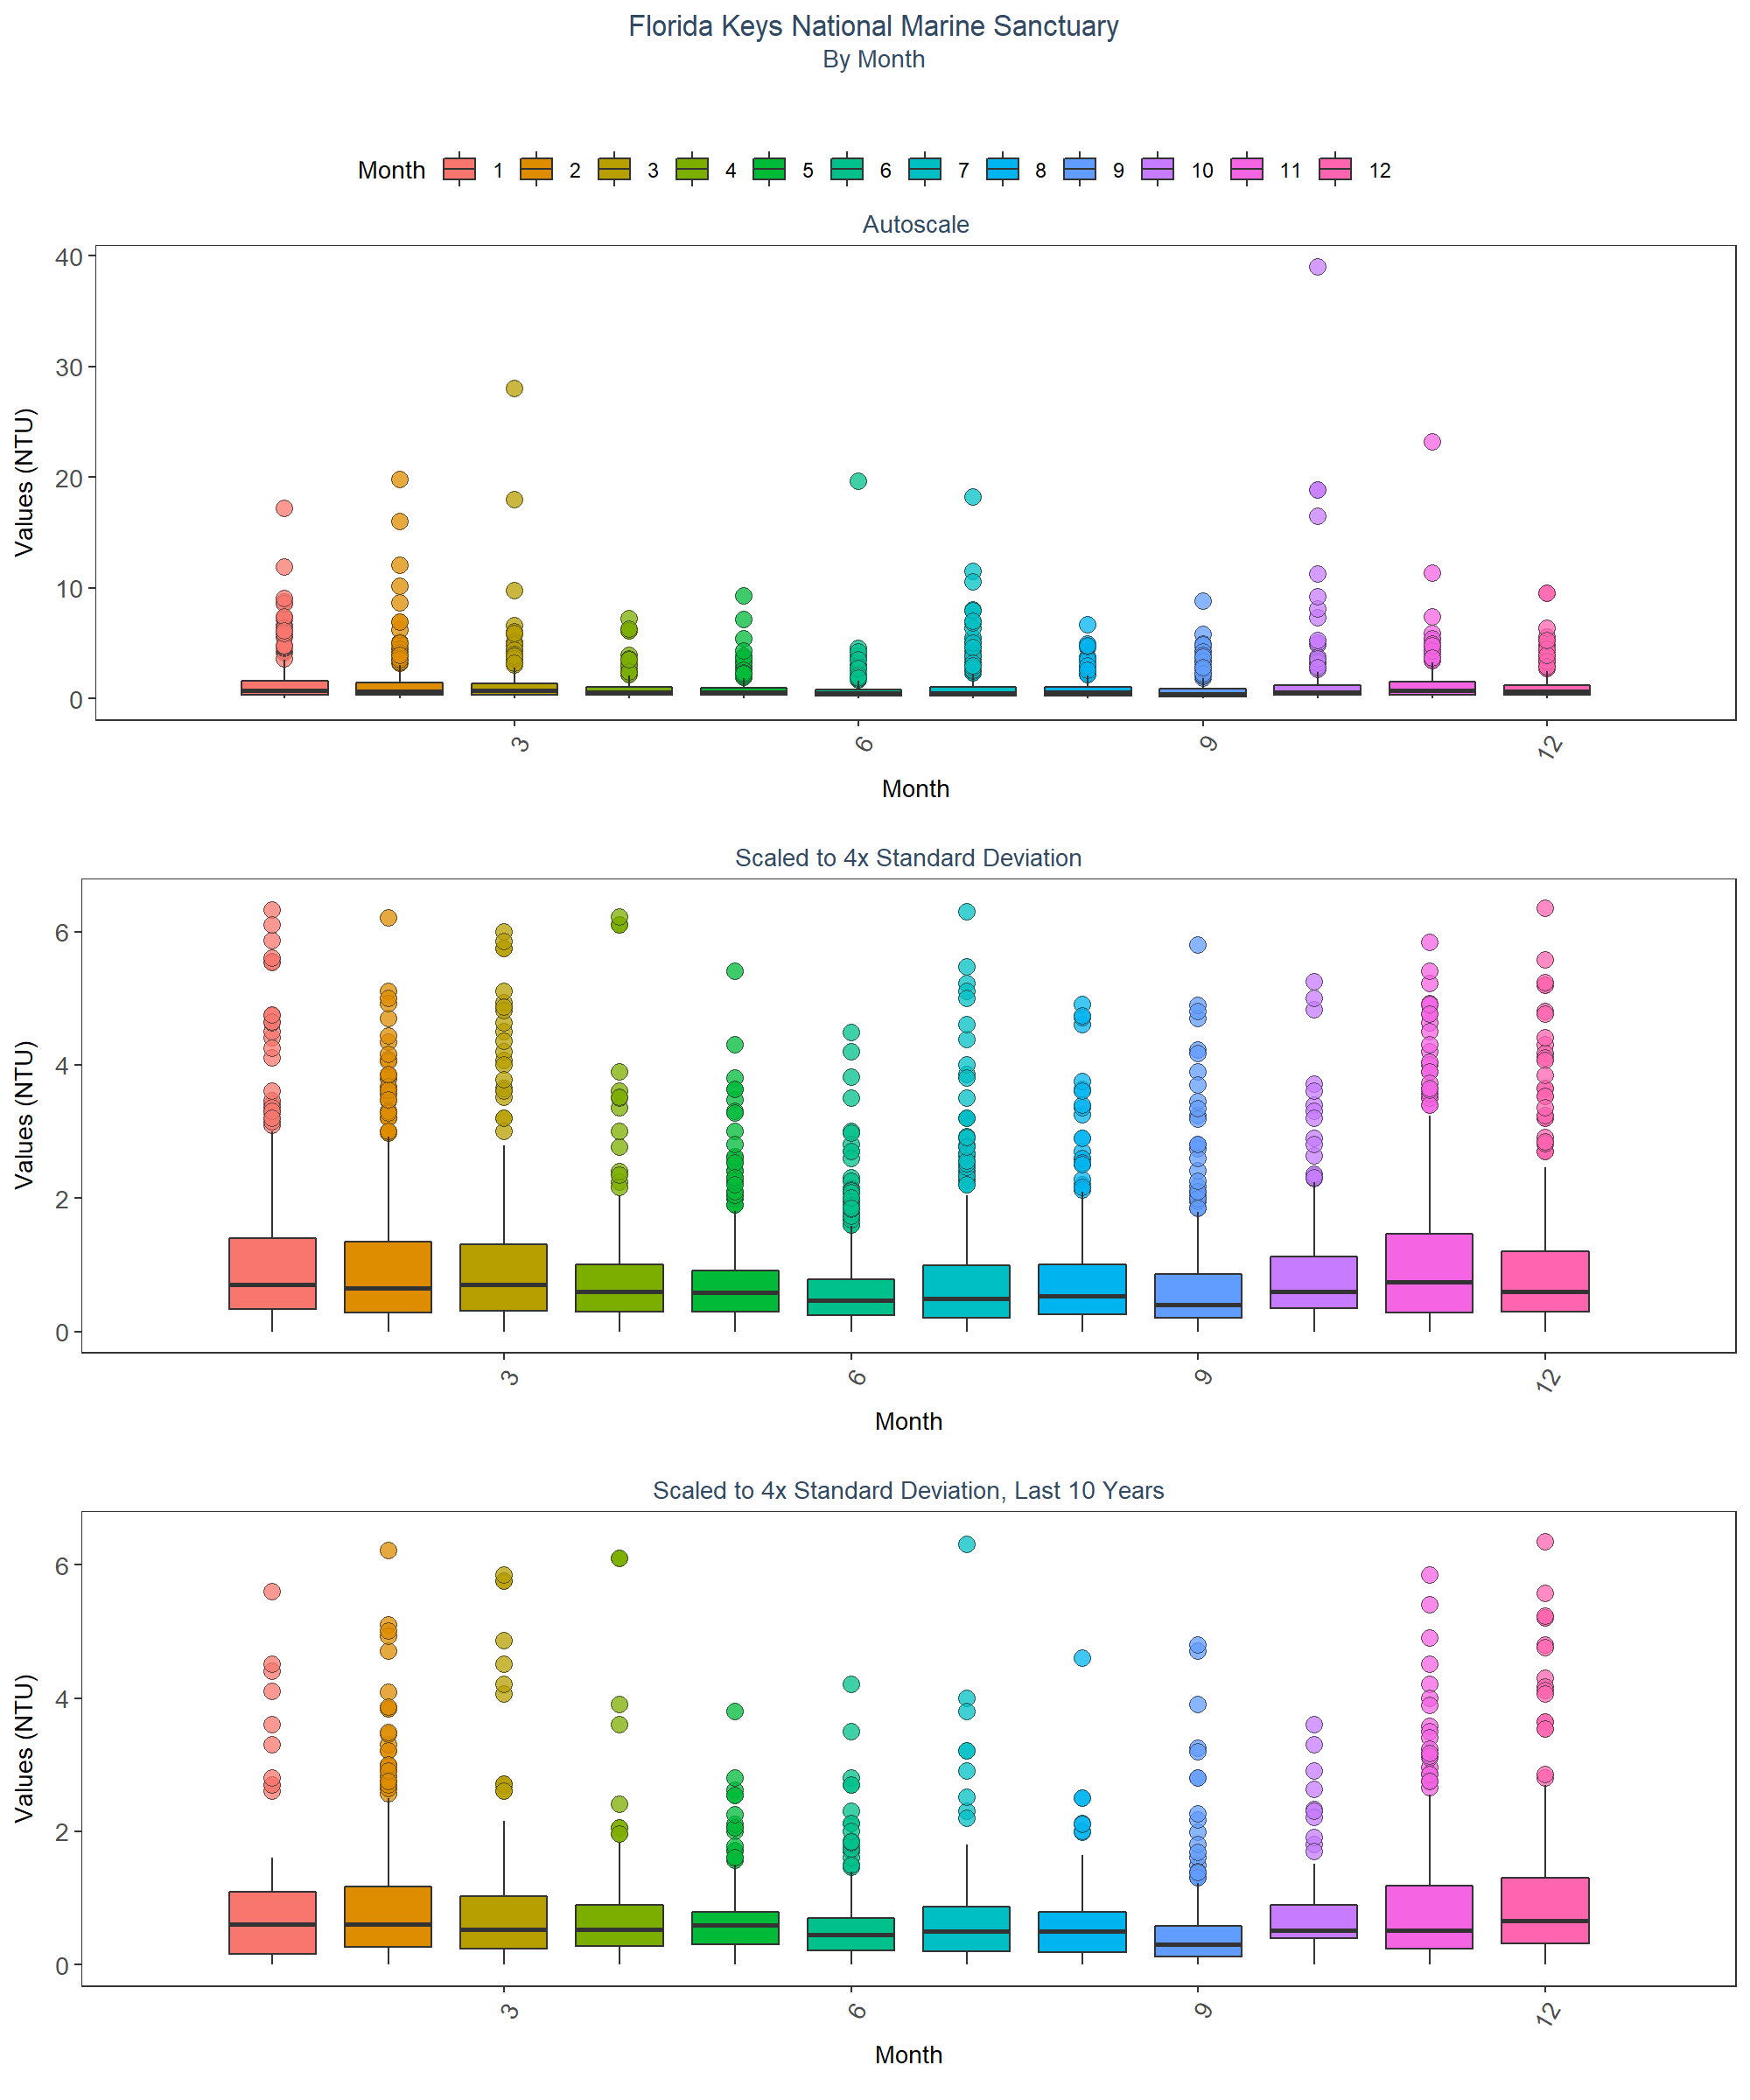 Florida Keys National Marine Sanctuary
By Month
Month 1 2 3 4 5 6 7 8 9 10 11 12
Autoscale
Values (NTU)
40
30
20
10
0
3 6 9 12
Month
Scaled to 4x Standard Deviation
Values (NTU)
6
4
2
0
3 6 9 12
Month
Scaled to 4x Standard Deviation, Last 10 Years
Values (NTU)
6
4
2
0
3 6 9 12
Month